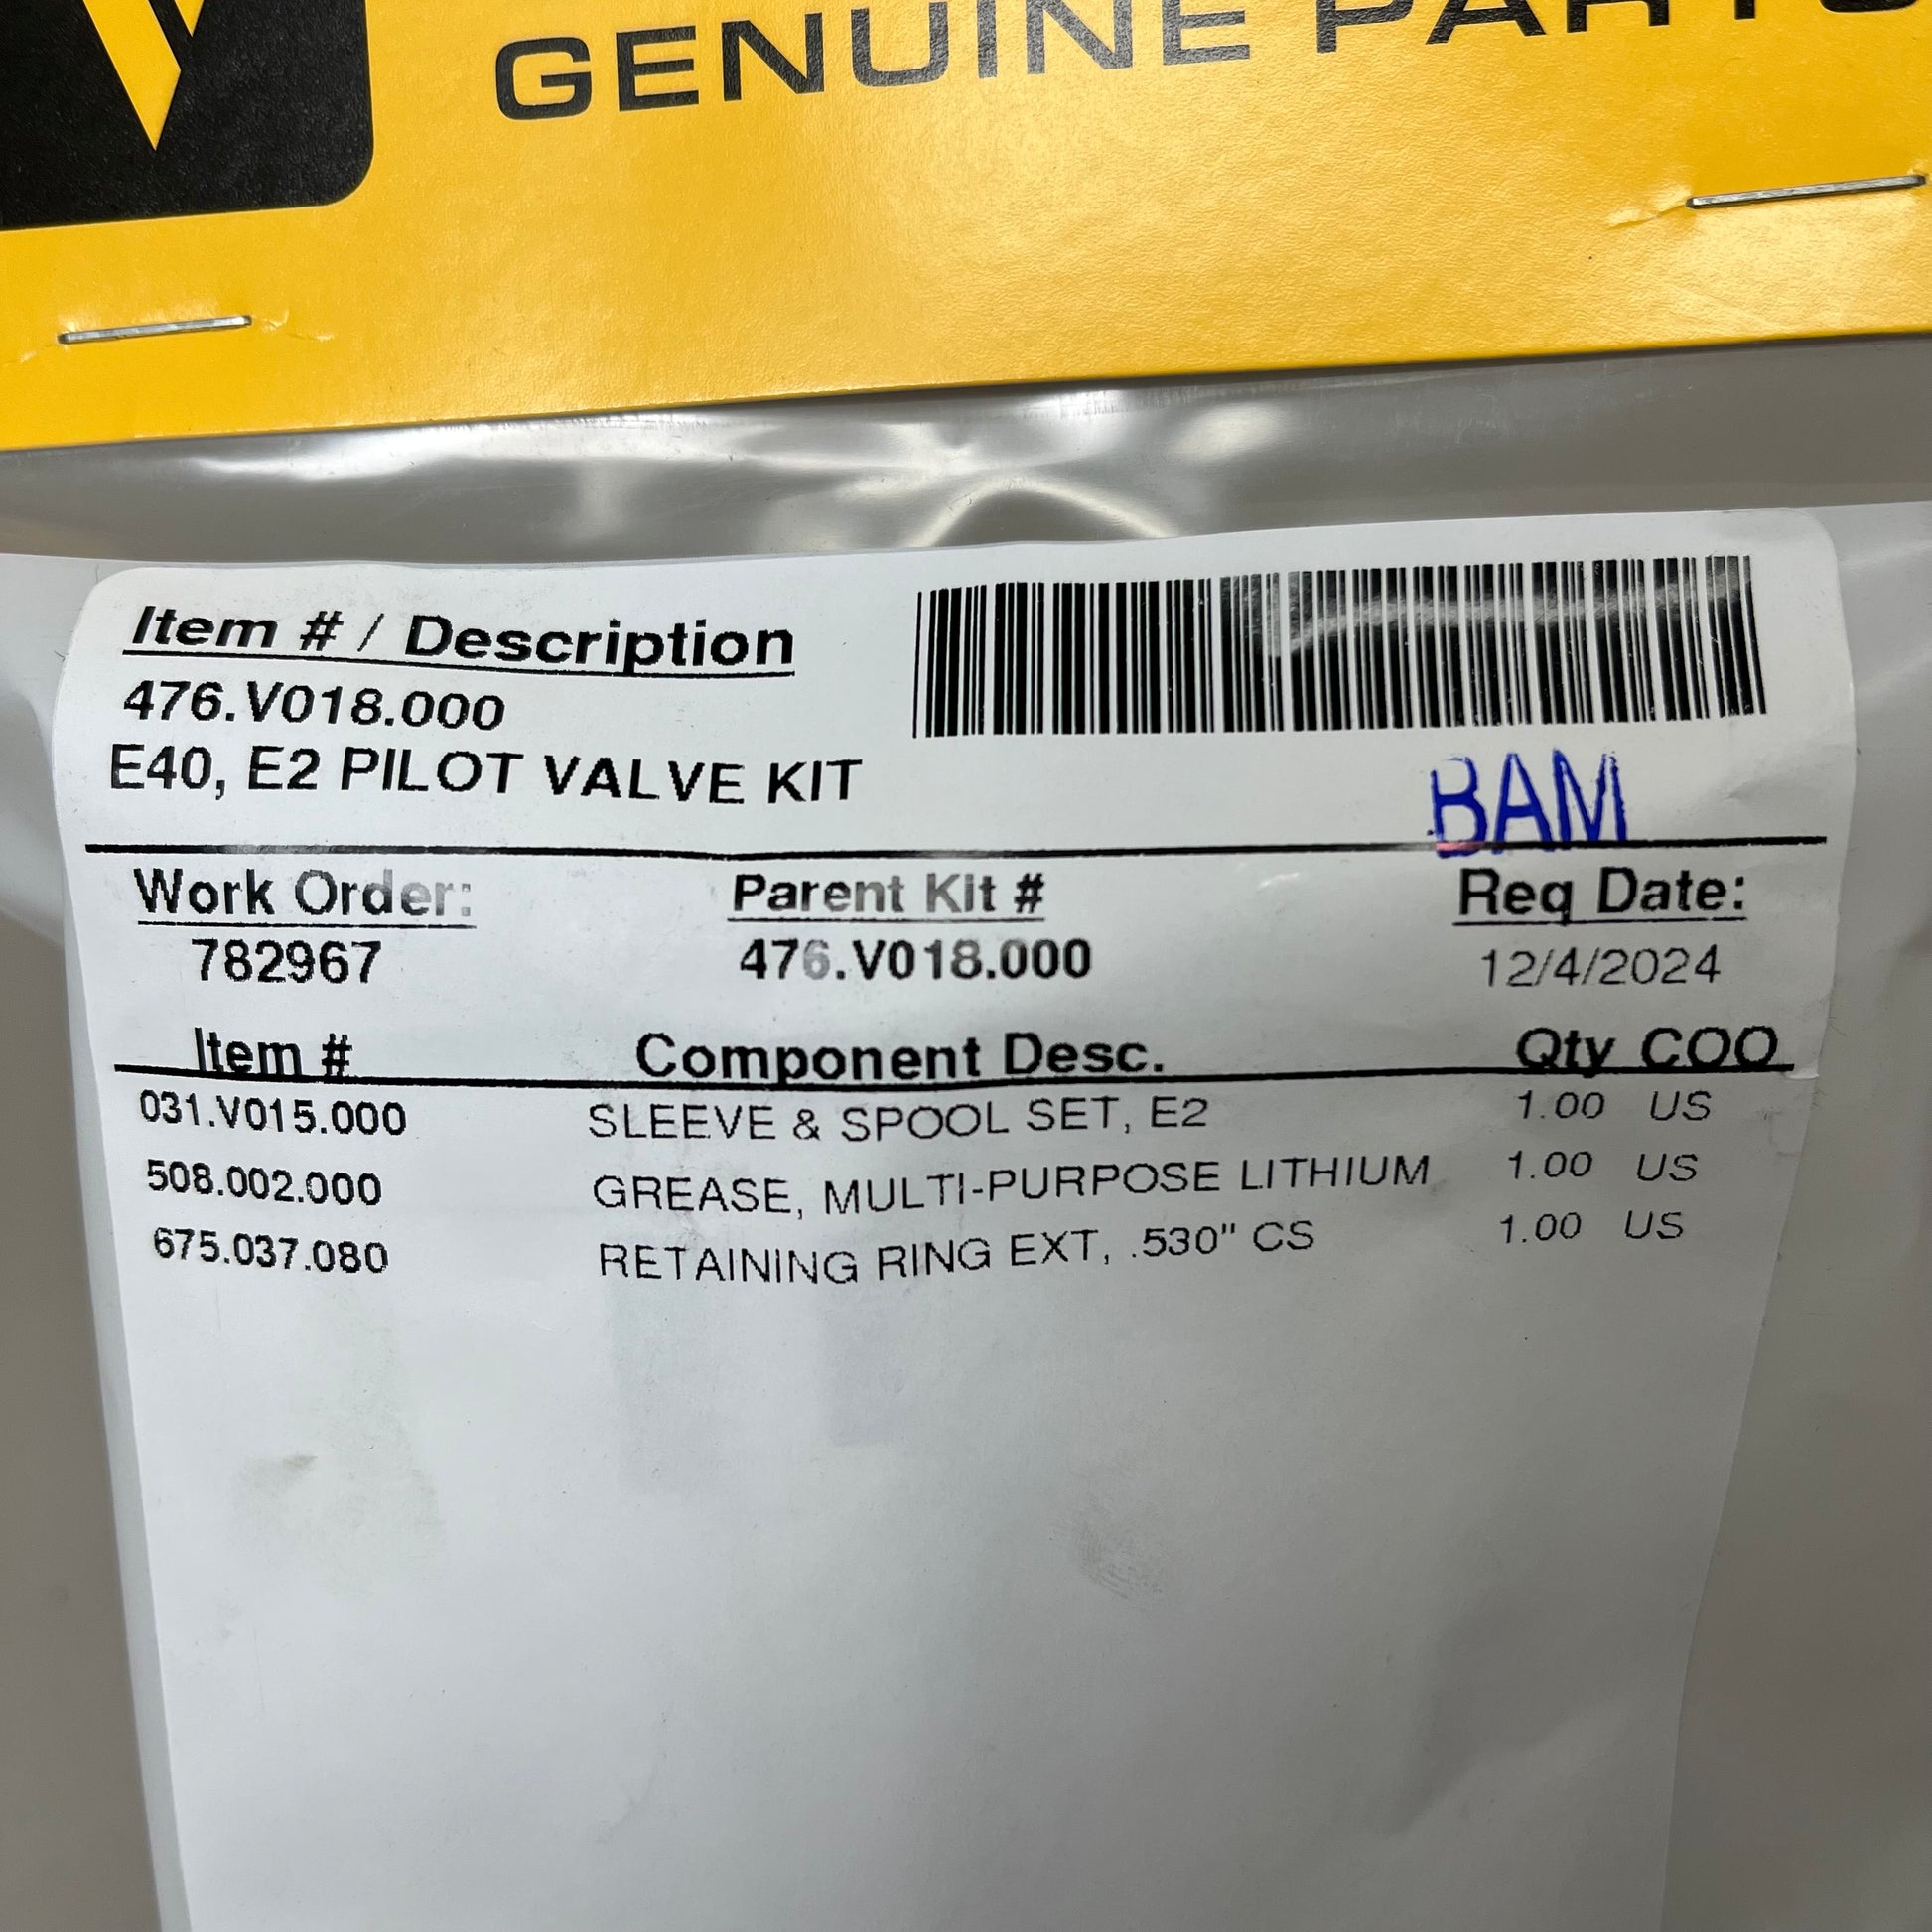 GENUINE PARTS
Item # / Description
476.V018.000
E40, E2 PILOT VALVE KIT
BAM
Work Order: Parent Kit # Req Date:
782967 476.V018.000 12/4/2024
Item # Component Desc. Qty COO
031.V015.000 SLEEVE & SPOOL SET, E2 1.00 US
508.002.000 GREASE, MULTI-PURPOSE LITHIUM 1.00 US
675.037.080 RETAINING RING EXT, .530" CS 1.00 US